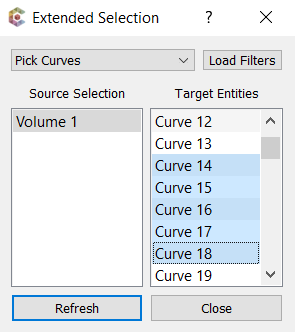 Extended Selection
?
Pick Curves
Load Filters
Source Selection
Target Entities
Volume 1
Curve 12
Curve 13
Curve 14
Curve 15
Curve 16
Curve 17
Curve 18
Curve 19
Refresh
Close